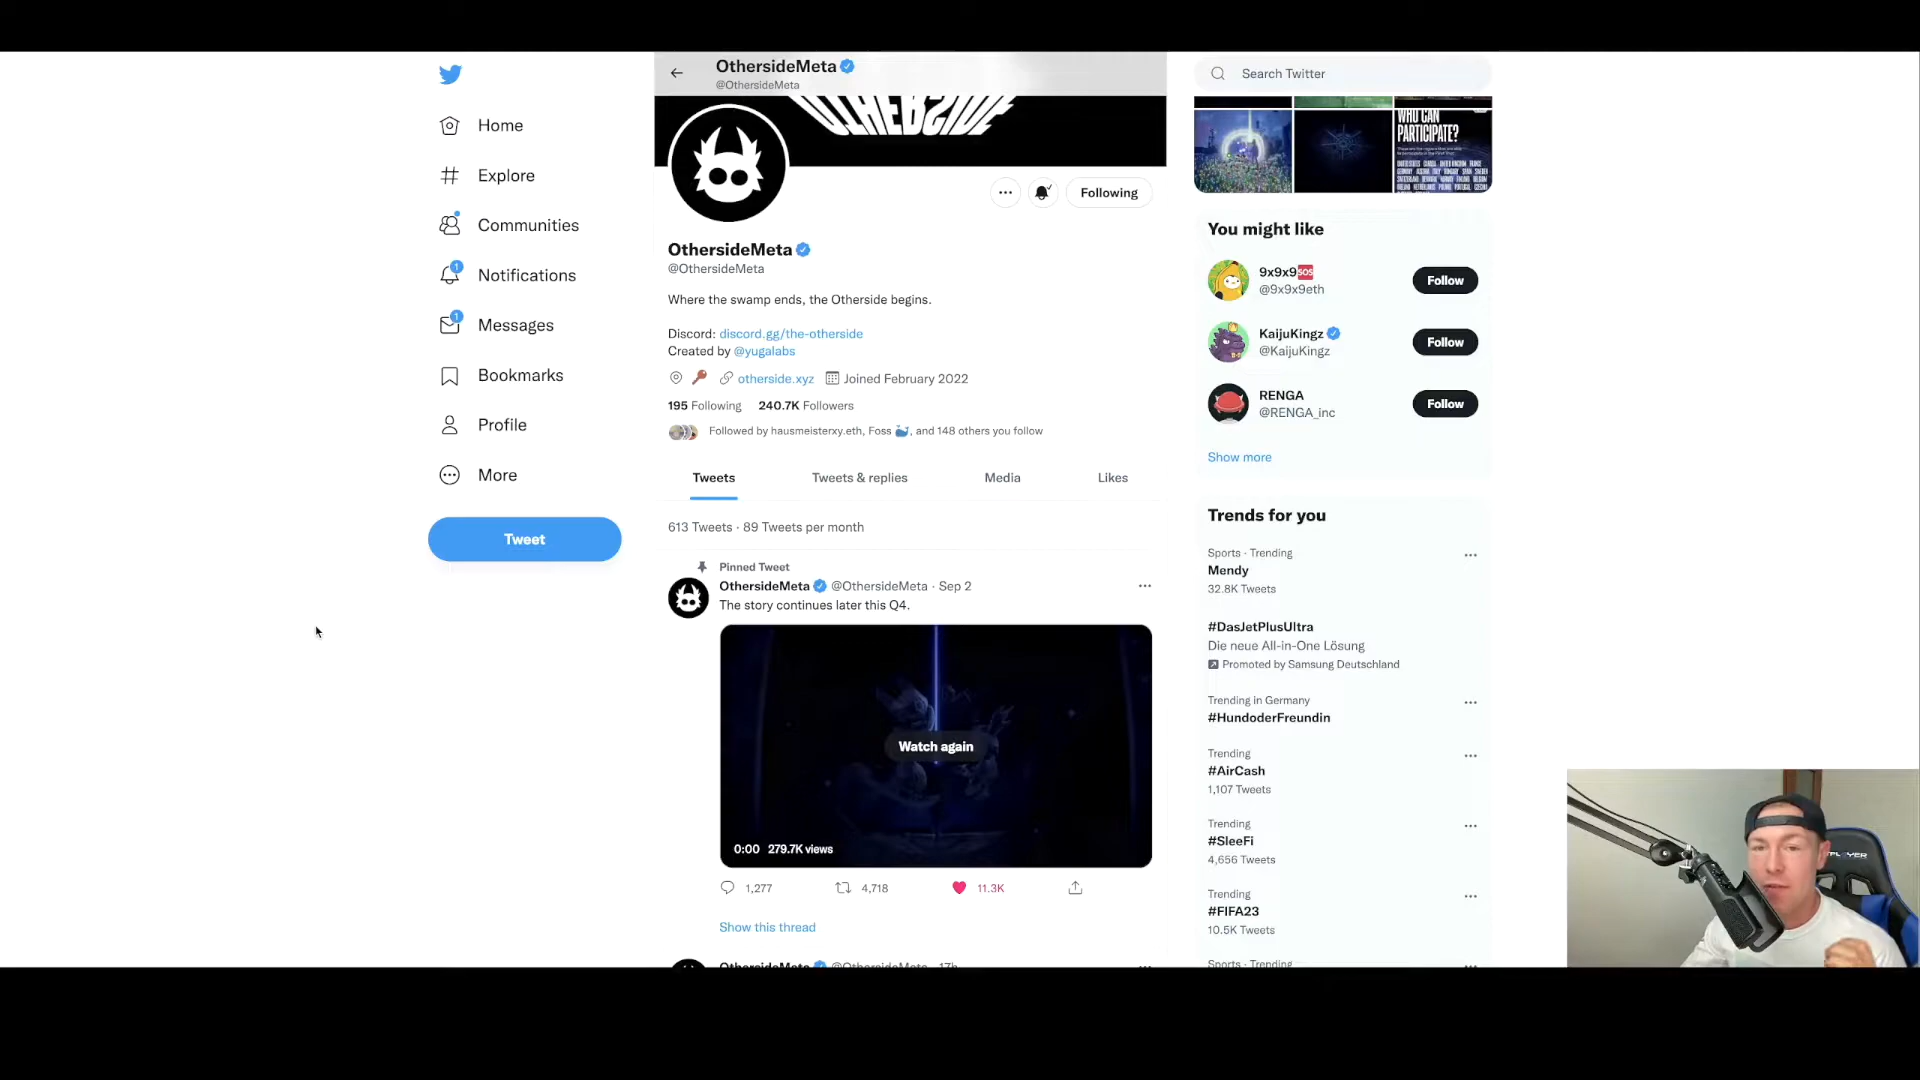 OthersideMeta
@OthersideMeta
OTHERSIDE
Search Twitter
Home
Explore
Communities
1
Notifications
1
Messages
Bookmarks
Profile
More
Tweet
Following
OthersideMeta
@OthersideMeta
Where the swamp ends, the Otherside begins.
Discord: discord.gg/the-otherside
Created by @yugalabs
otherside.xyz Joined February 2022
195 Following 240.7K Followers
Followed by hausmeisterxy.eth, Foss 🐳, and 148 others you follow
Tweets Tweets & replies Media Likes
613 Tweets · 89 Tweets per month
Pinned Tweet
OthersideMeta @OthersideMeta · Sep 2
The story continues later this Q4.
Watch again
0:00 279.7K views
1,277 4,718 11.3K
Show this thread
OthersideMeta @OthersideMeta · 17h
WHO CAN
PARTICIPATE?
You might like
9x9x9🆘
@9x9x9eth
Follow
KaijuKingz
@KaijuKingz
Follow
RENGA
@RENGA_inc
Follow
Show more
Trends for you
Sports · Trending
Mendy
32.8K Tweets
#DasJetPlusUltra
Die neue All-in-One Lösung
Promoted by Samsung Deutschland
Trending in Germany
#HundoderFreundin
Trending
#AirCash
1,107 Tweets
Trending
#SleeFi
4,656 Tweets
Trending
#FIFA23
10.5K Tweets
Sports · Trending